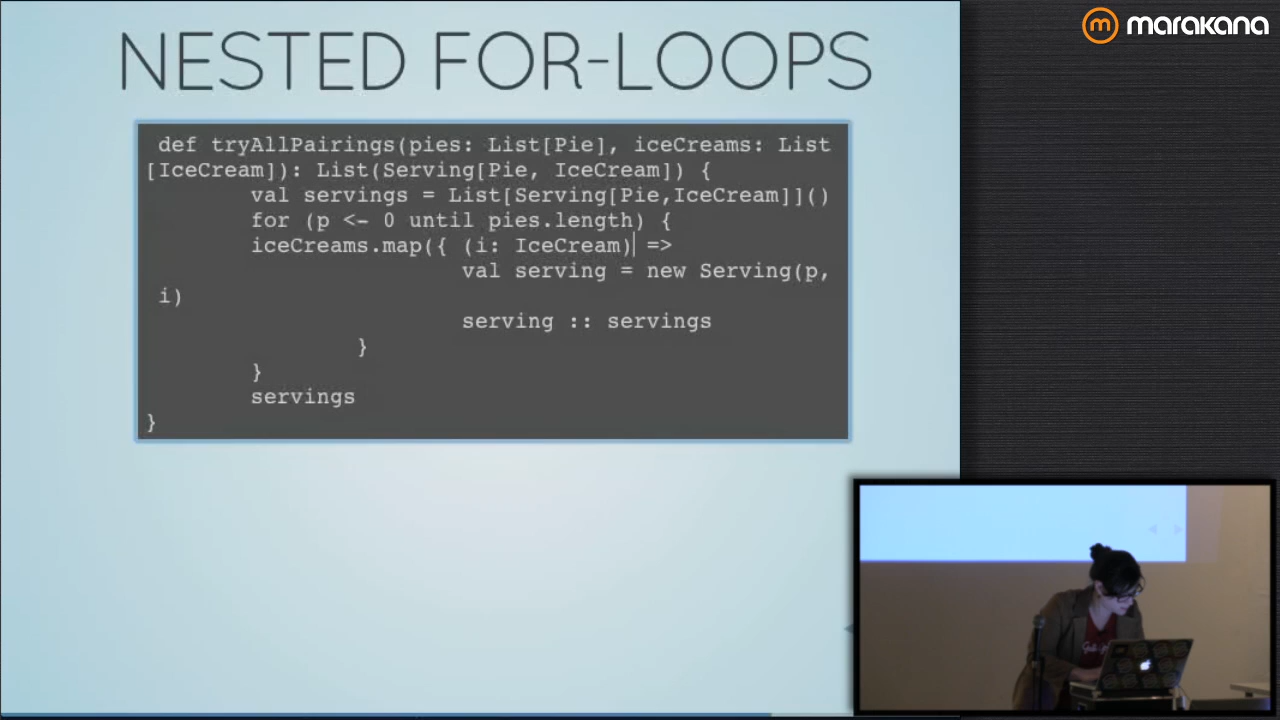 NESTED FOR-LOOPS
def tryAllPairings(pies: List[Pie], iceCreams: List
[IceCream]): List(Serving[Pie, IceCream]) {
val servings = List[Serving[Pie,IceCream]]()
for (p <- 0 until pies.length) {
iceCreams.map({ (i: IceCream) =>
val serving = new Serving(p,
i)
serving :: servings
}
}
servings
}
marakana